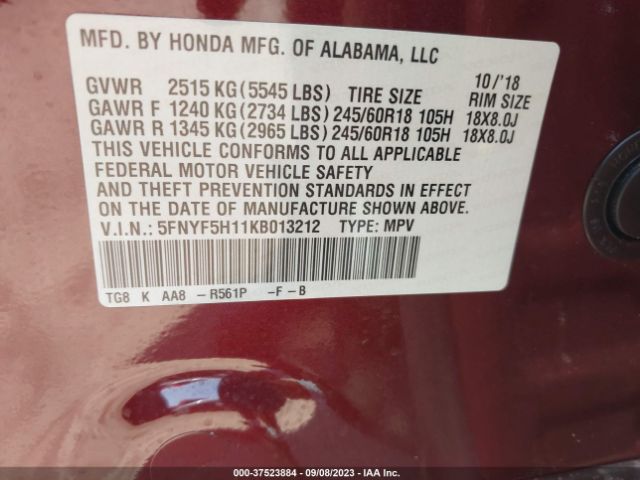 MFD. BY HONDA MFG. OF ALABAMA, LLC
10/'18
GVWR 2515 KG(5545 LBS) TIRE SIZE RIM SIZE
GAWR F 1240 KG(2734 LBS) 245/60R18 105H 18X8.0J
GAWR R 1345 KG(2965 LBS) 245/60R18 105H 18X8.0J
THIS VEHICLE CONFORMS TO ALL APPLICABLE
FEDERAL MOTOR VEHICLE SAFETY
AND THEFT PREVENTION STANDARDS IN EFFECT
ON THE DATE OF MANUFACTURE SHOWN ABOVE.
V.I.N.: 5FNYF5H11KB013212 TYPE: MPV
TG8 K AA8 - R561P -F - B
000-37523884 - 09/08/2023 - IAA Inc.